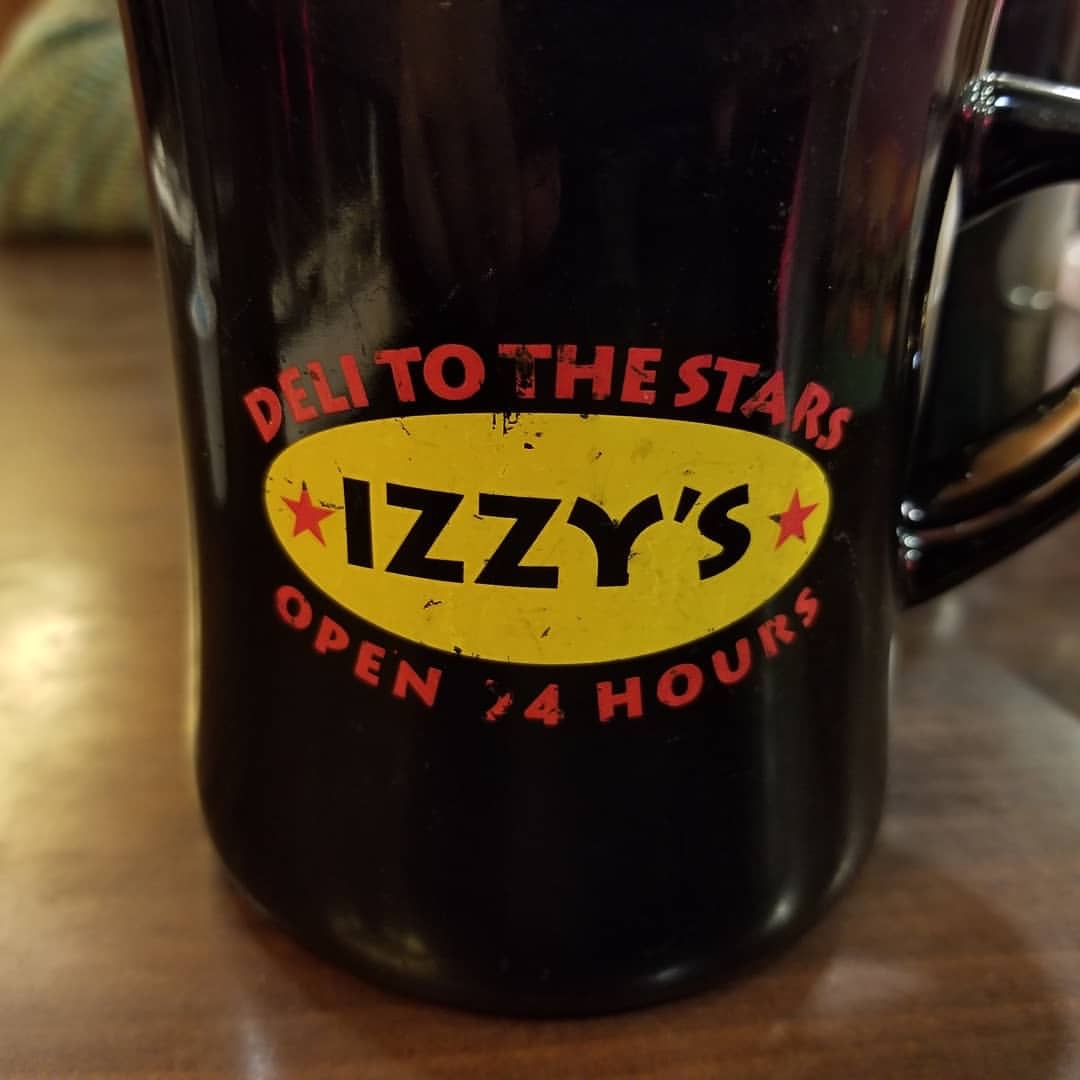 DELI TO THE STARS
IZZY'S
OPEN 24 HOURS